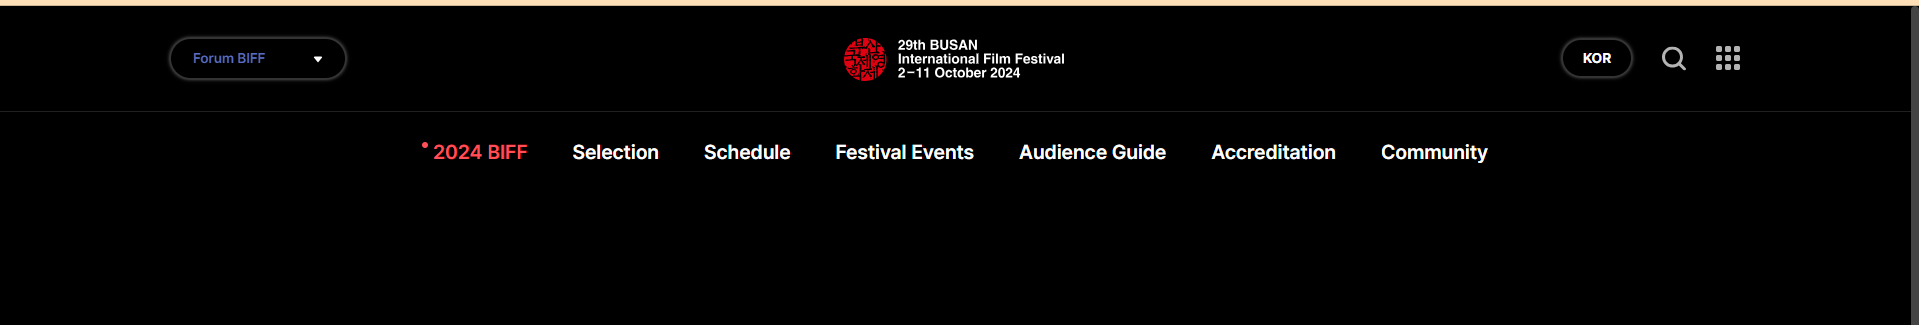 Forum BIFF
29th BUSAN
International Film Festival
2–11 October 2024
KOR
2024 BIFF
Selection
Schedule
Festival Events
Audience Guide
Accreditation
Community